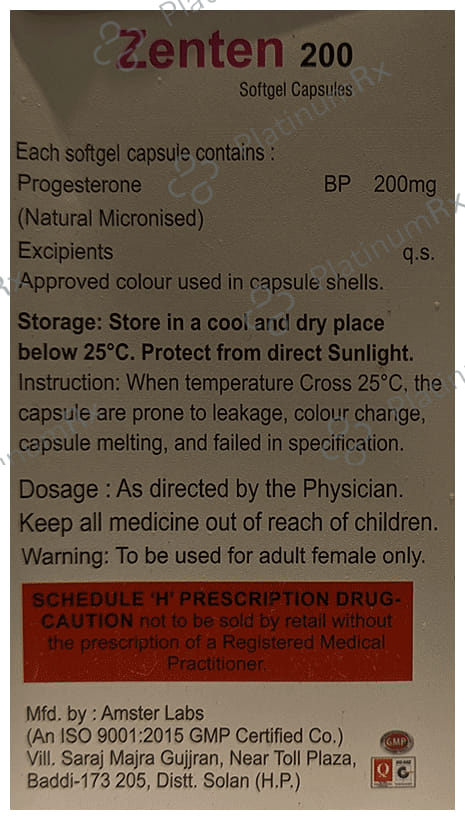 Zenten 200
Softgel Capsules
Each softgel capsule contains :
Progesterone BP 200mg
(Natural Micronised)
Excipients q.s.
Approved colour used in capsule shells.
Storage: Store in a cool and dry place
below 25°C. Protect from direct Sunlight.
Instruction: When temperature Cross 25°C, the
capsule are prone to leakage, colour change,
capsule melting, and failed in specification.
Dosage : As directed by the Physician.
Keep all medicine out of reach of children.
Warning: To be used for adult female only.
SCHEDULE 'H' PRESCRIPTION DRUG-
CAUTION not to be sold by retail without
the prescription of a Registered Medical
Practitioner.
Mfd. by : Amster Labs
(An ISO 9001:2015 GMP Certified Co.)
Vill. Saraj Majra Gujjran, Near Toll Plaza,
Baddi-173 205, Distt. Solan (H.P.)
GMP
Q
PlatinumRx
PlatinumRx
PlatinumRx